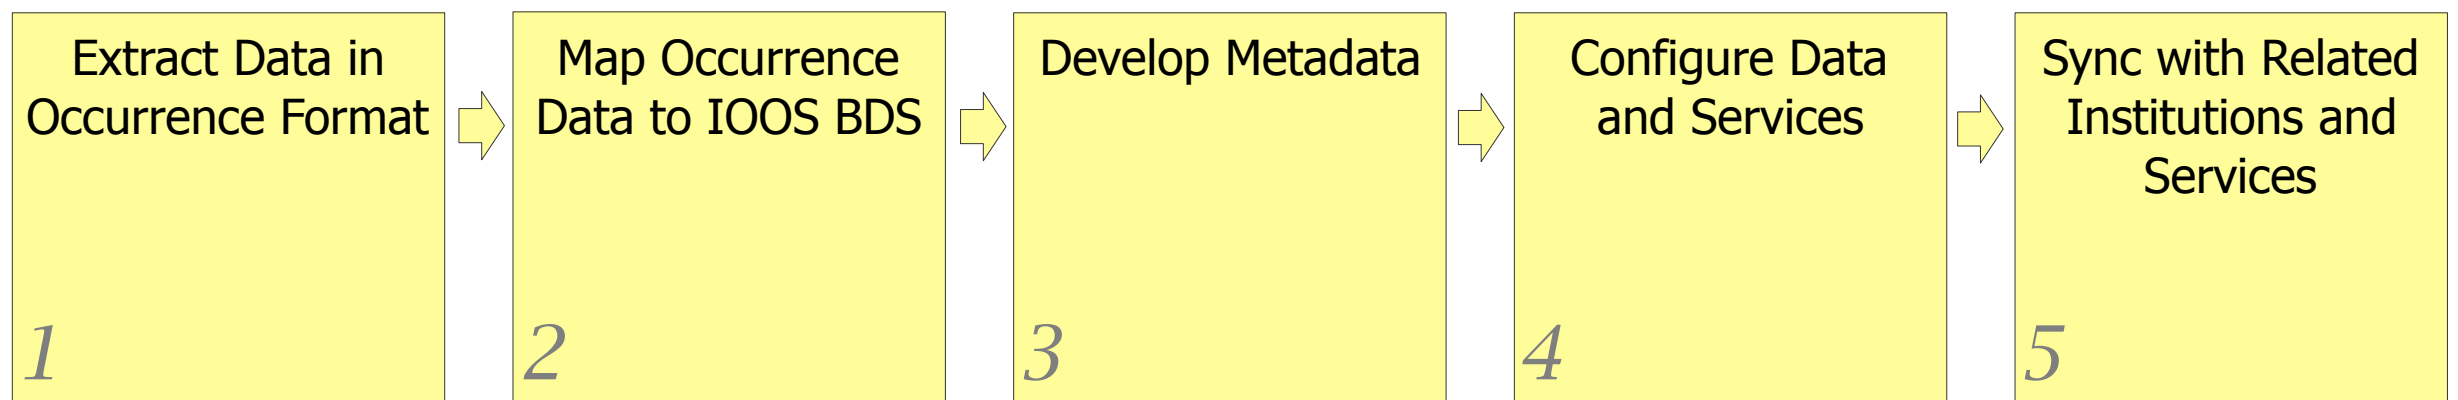 Extract Data in
Occurrence Format
1
Map Occurrence
Data to IOOS BDS
2
Develop Metadata
3
Configure Data
and Services
4
Sync with Related
Institutions and
Services
5